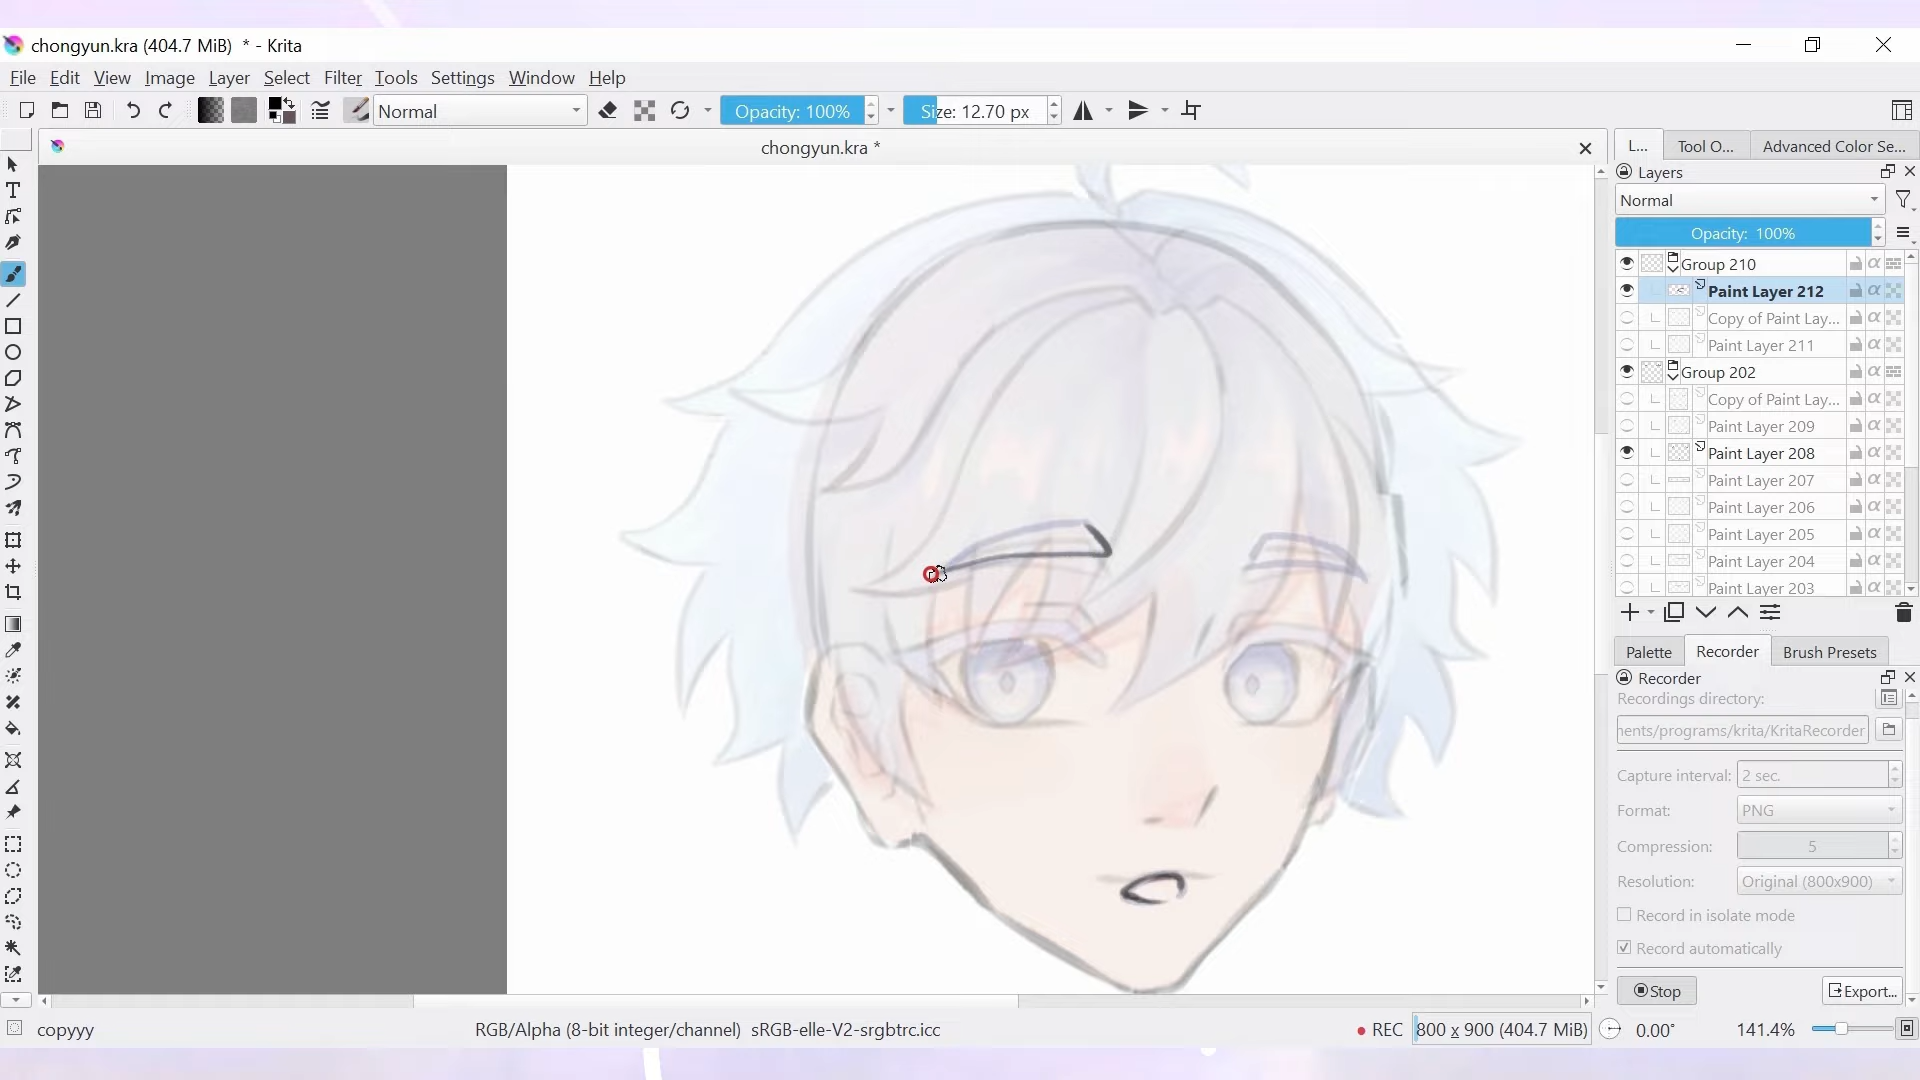 chongyun.kra (404.7 MiB) * - Krita
File Edit View Image Layer Select Filter Tools Settings Window Help
Normal
Opacity: 100%
Size: 12.70 px
chongyun.kra *
L... Tool O... Advanced Color Se...
Layers
Normal
Opacity: 100%
Group 210
Paint Layer 212
Copy of Paint Lay...
Paint Layer 211
Group 202
Copy of Paint Lay...
Paint Layer 209
Paint Layer 208
Paint Layer 207
Paint Layer 206
Paint Layer 205
Paint Layer 204
Paint Layer 203
Palette Recorder Brush Presets
Recorder
Recordings directory:
nents/programs/krita/KritaRecorder
Capture interval: 2 sec.
Format: PNG
Compression: 5
Resolution: Original (800x900)
Record in isolate mode
Record automatically
Stop Export...
copyyy RGB/Alpha (8-bit integer/channel) sRGB-elle-V2-srgbtrc.icc REC 800 x 900 (404.7 MiB) 0.00° 141.4%